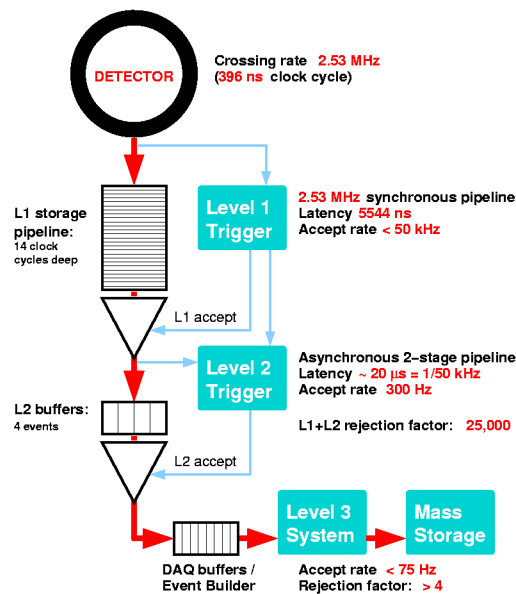 DETECTOR
Crossing rate 2.53 MHz
(396 ns clock cycle)
L1 storage
pipeline:
14 clock
cycles deep
Level 1
Trigger
2.53 MHz synchronous pipeline
Latency 5544 ns
Accept rate < 50 kHz
L1 accept
Level 2
Trigger
Asynchronous 2−stage pipeline
Latency ~ 20 µs = 1/50 kHz
Accept rate 300 Hz
L2 buffers:
4 events
L1+L2 rejection factor: 25,000
L2 accept
DAQ buffers /
Event Builder
Level 3
System
Mass
Storage
Accept rate < 75 Hz
Rejection factor: > 4